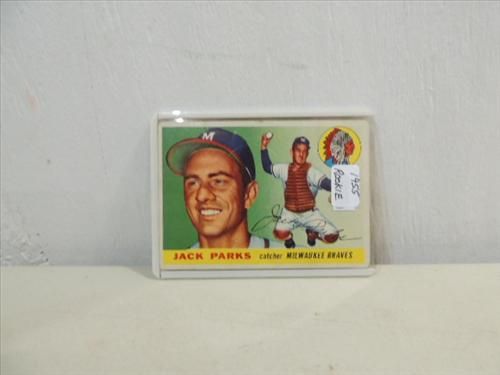 M
1955
ROOKIE
JACK PARKS catcher MILWAUKEE BRAVES